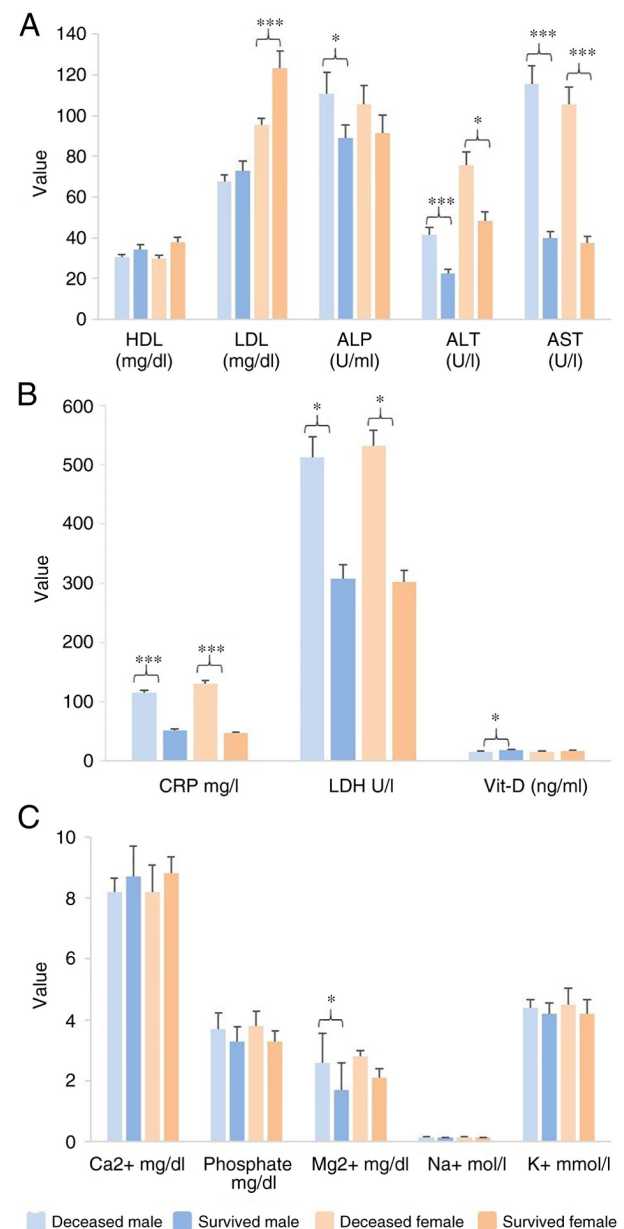 A
***
*
***
***
*
***
140
120
100
80
60
40
20
0
Value
HDL
(mg/dl)
LDL
(mg/dl)
ALP
(U/ml)
ALT
(U/l)
AST
(U/l)
B
*
*
***
***
*
600
500
400
300
200
100
0
Value
CRP mg/l
LDH U/l
Vit-D (ng/ml)
C
10
8
6
4
2
0
Value
*
Ca2+ mg/dl
Phosphate
mg/dl
Mg2+ mg/dl
Na+ mol/l
K+ mmol/l
Deceased male Survived male Deceased female Survived female